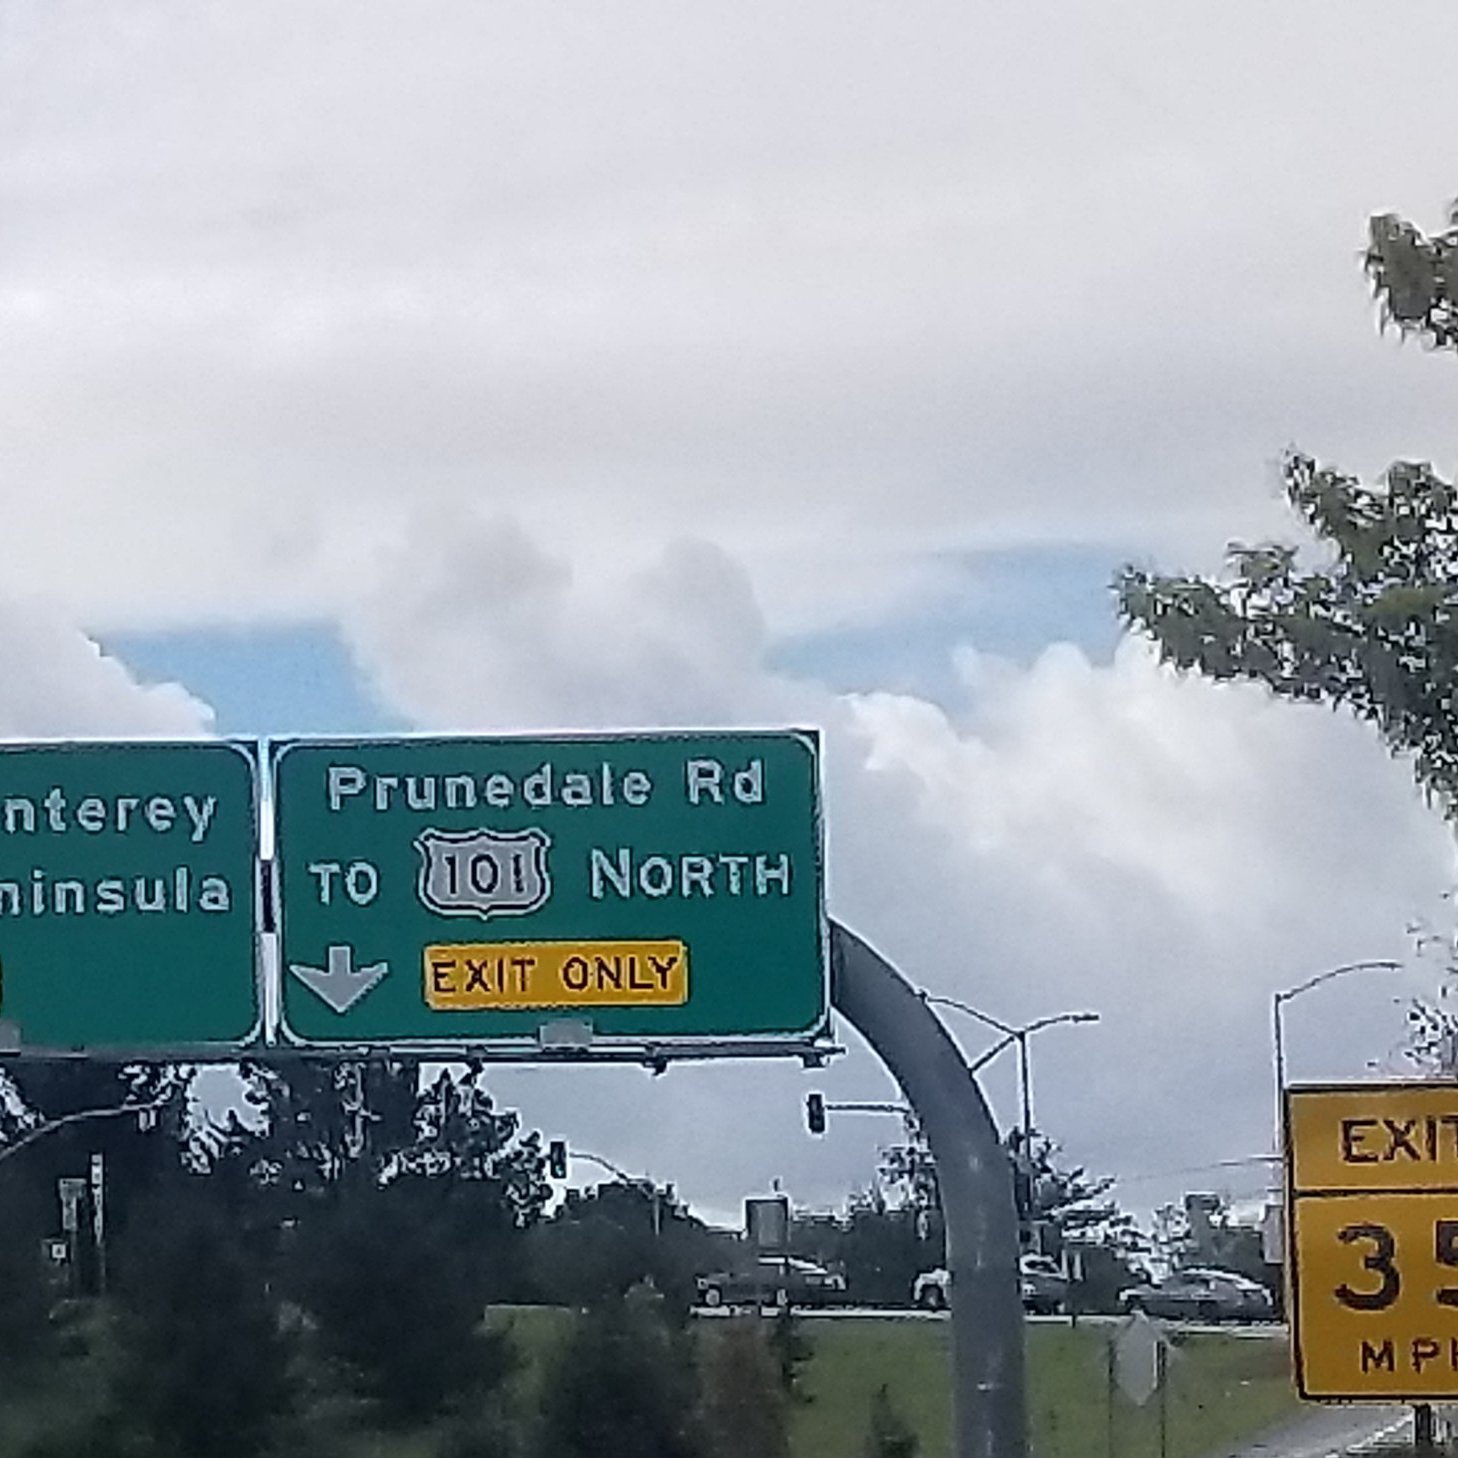 nterey
ninsula
Prunedale Rd
TO 101 NORTH
EXIT ONLY
EXIT
35
MPH